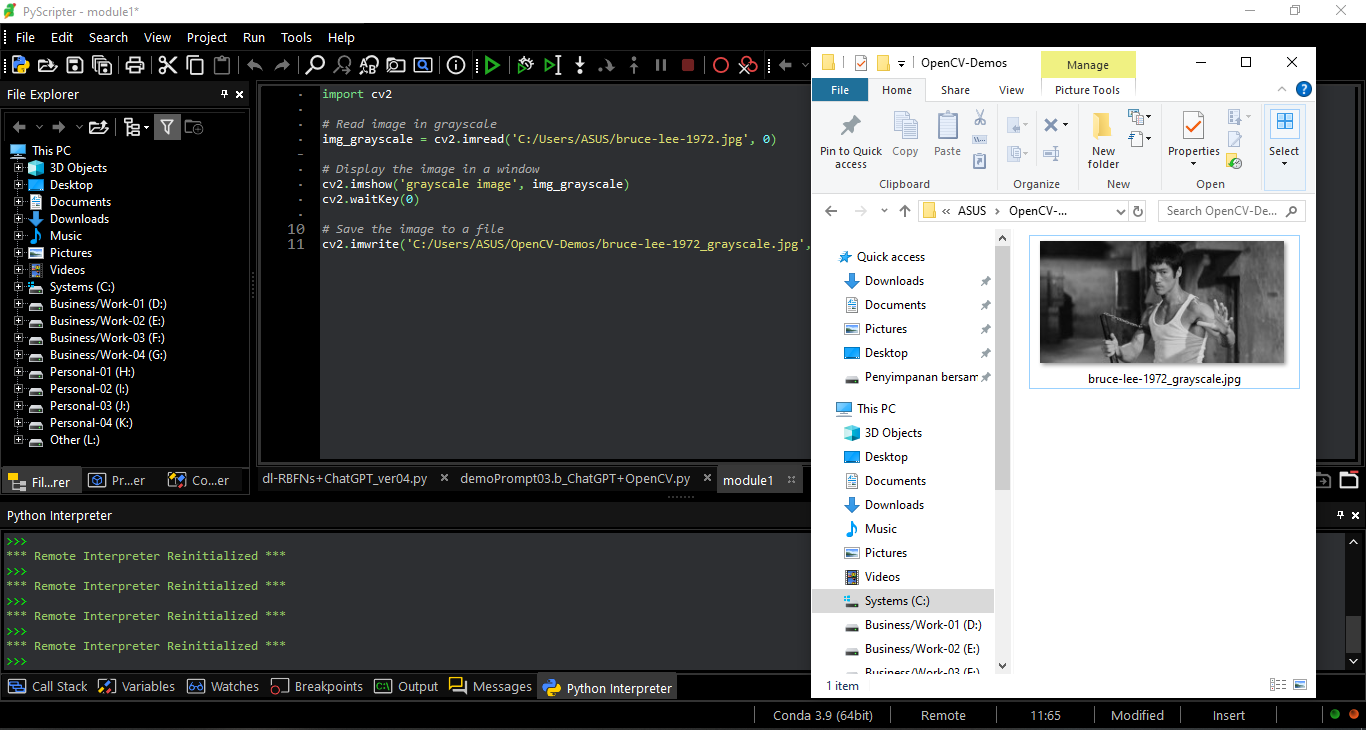 PyScripter - module1*
File Edit Search View Project Run Tools Help
File Explorer
This PC
3D Objects
Desktop
Documents
Downloads
Music
Pictures
Videos
Systems (C:)
Business/Work-01 (D:)
Business/Work-02 (E:)
Business/Work-03 (F:)
Business/Work-04 (G:)
Personal-01 (H:)
Personal-02 (I:)
Personal-03 (J:)
Personal-04 (K:)
Other (L:)
Fil...rer Pr...er Co...er
import cv2
# Read image in grayscale
img_grayscale = cv2.imread('C:/Users/ASUS/bruce-lee-1972.jpg', 0)
# Display the image in a window
cv2.imshow('grayscale image', img_grayscale)
cv2.waitKey(0)
10 # Save the image to a file
11 cv2.imwrite('C:/Users/ASUS/OpenCV-Demos/bruce-lee-1972_grayscale.jpg',
dl-RBFNs+ChatGPT_ver04.py demoPrompt03.b_ChatGPT+OpenCV.py module1
Python Interpreter
>>>
*** Remote Interpreter Reinitialized ***
>>>
*** Remote Interpreter Reinitialized ***
>>>
*** Remote Interpreter Reinitialized ***
>>>
*** Remote Interpreter Reinitialized ***
>>>
Call Stack Variables Watches Breakpoints Output Messages Python Interpreter
Conda 3.9 (64bit) Remote 11:65 Modified Insert
OpenCV-Demos
Manage
File Home Share View Picture Tools
Pin to Quick access
Copy
Paste
New folder
Properties
Select
Clipboard Organize New Open
« ASUS › OpenCV-...
Search OpenCV-De...
Quick access
Downloads
Documents
Pictures
Desktop
Penyimpanan bersam
This PC
3D Objects
Desktop
Documents
Downloads
Music
Pictures
Videos
Systems (C:)
Business/Work-01 (D:)
Business/Work-02 (E:)
Business/Work-03 (F:)
bruce-lee-1972_grayscale.jpg
1 item